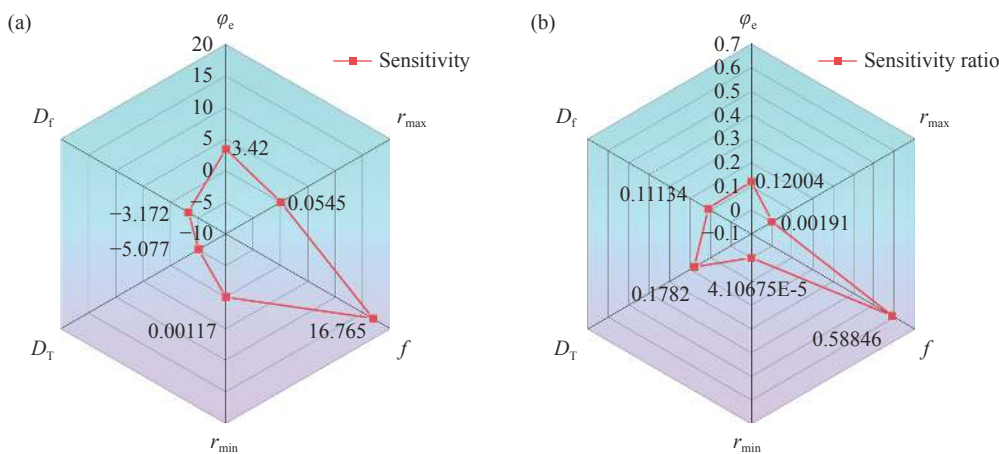 (a)
φe
20
15
10
5
0
−5
−10
Sensitivity
Df
rmax
3.42
0.0545
−3.172
−5.077
0.00117
16.765
DT
f
rmin
(b)
φe
0.7
0.6
0.5
0.4
0.3
0.2
0.1
0
−0.1
Sensitivity ratio
Df
rmax
0.11134
0.12004
0.00191
0.1782
4.10675E-5
0.58846
DT
f
rmin